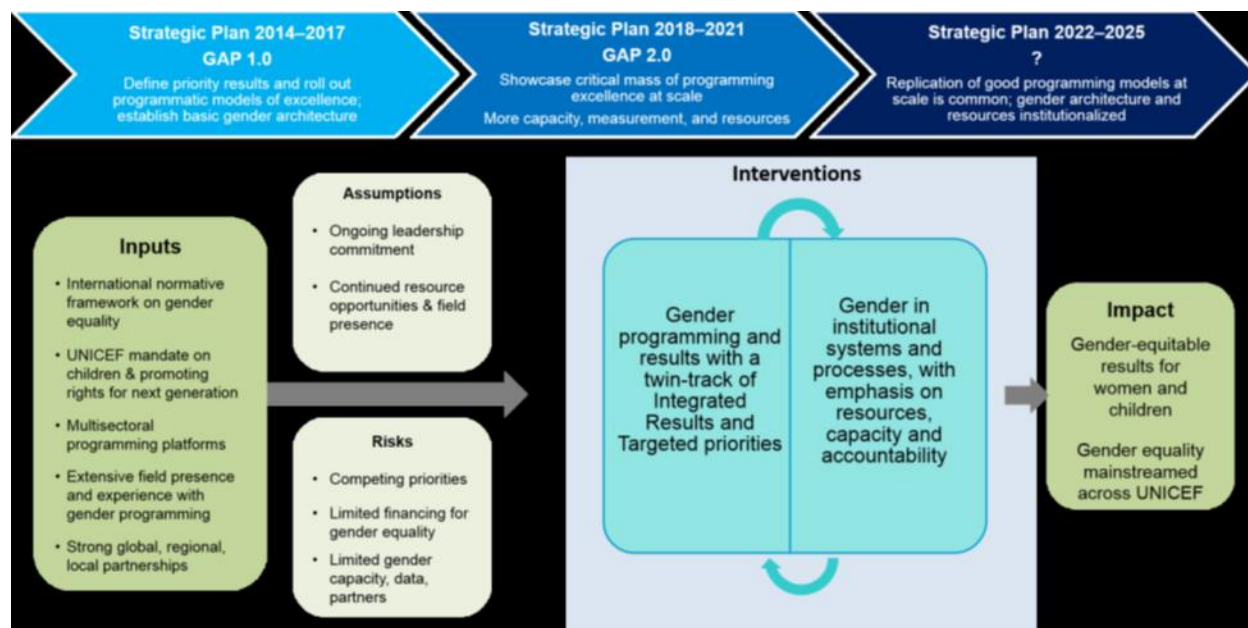 Strategic Plan 2014–2017
GAP 1.0
Define priority results and roll out
programmatic models of excellence;
establish basic gender architecture
Strategic Plan 2018–2021
GAP 2.0
Showcase critical mass of programming
excellence at scale
More capacity, measurement, and resources
Strategic Plan 2022–2025
?
Replication of good programming models at
scale is common; gender architecture and
resources institutionalized
Inputs
• International normative
framework on gender
equality
• UNICEF mandate on
children & promoting
rights for next generation
• Multisectoral
programming platforms
• Extensive field presence
and experience with
gender programming
• Strong global, regional,
local partnerships
Assumptions
• Ongoing leadership
commitment
• Continued resource
opportunities & field
presence
Risks
• Competing priorities
• Limited financing for
gender equality
• Limited gender
capacity, data,
partners
Interventions
Gender
programming and
results with a
twin-track of
Integrated
Results and
Targeted priorities
Gender in
institutional
systems and
processes, with
emphasis on
resources,
capacity and
accountability
Impact
Gender-equitable
results for
women and
children
Gender equality
mainstreamed
across UNICEF